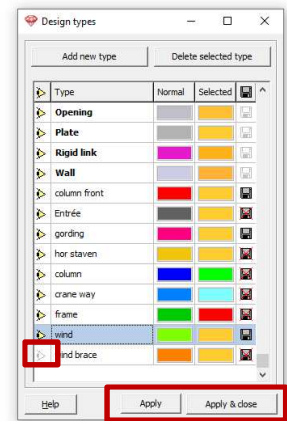 Design types
Add new type Delete selected type
Type Normal Selected
Opening
Plate
Rigid link
Wall
column front
Entrée
gording
hor staven
column
crane way
frame
wind
wind brace
Help Apply Apply & close